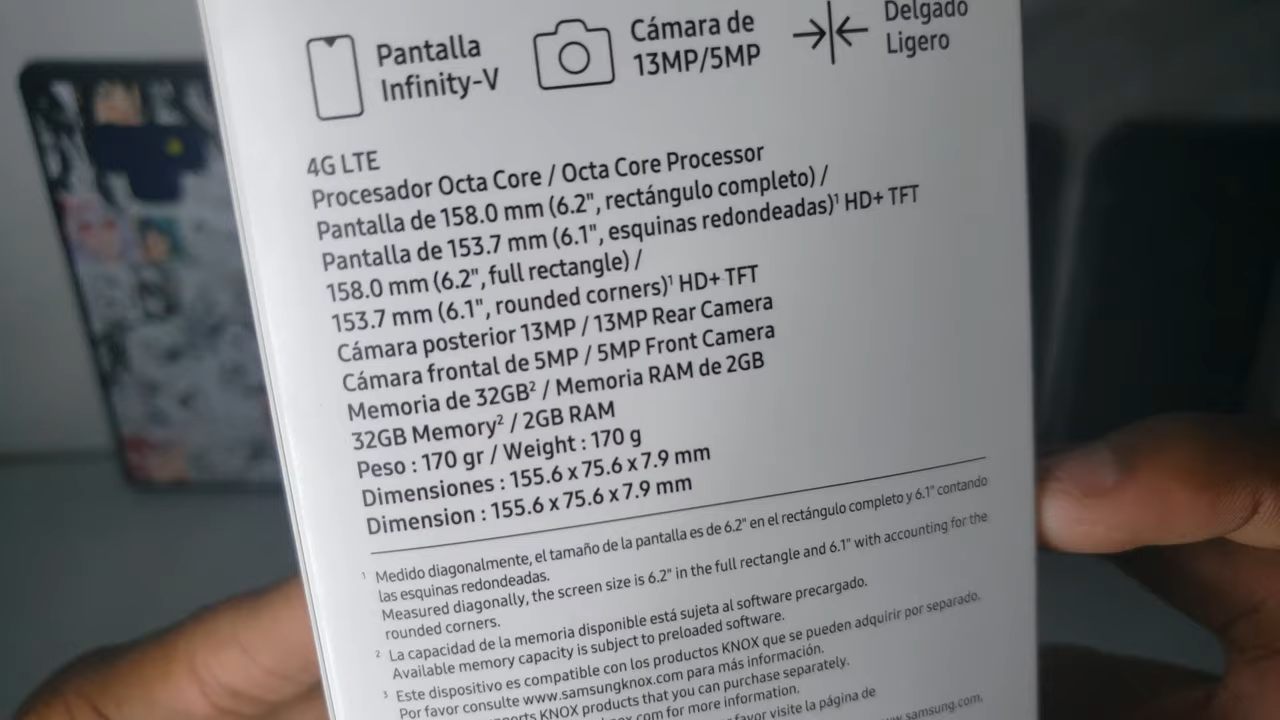 Pantalla
Infinity-V
Cámara de
13MP/5MP
Delgado
Ligero
4G LTE
Procesador Octa Core / Octa Core Processor
Pantalla de 158.0 mm (6.2", rectángulo completo) /
Pantalla de 153.7 mm (6.1", esquinas redondeadas)¹ HD+ TFT
158.0 mm (6.2", full rectangle) /
153.7 mm (6.1", rounded corners)¹ HD+ TFT
Cámara posterior 13MP / 13MP Rear Camera
Cámara frontal de 5MP / 5MP Front Camera
Memoria de 32GB² / Memoria RAM de 2GB
32GB Memory² / 2GB RAM
Peso : 170 gr / Weight : 170 g
Dimensiones : 155.6 x 75.6 x 7.9 mm
Dimension : 155.6 x 75.6 x 7.9 mm
¹ Medido diagonalmente, el tamaño de la pantalla es de 6.2" en el rectángulo completo y 6.1" contando
las esquinas redondeadas.
Measured diagonally, the screen size is 6.2" in the full rectangle and 6.1" with accounting for the
rounded corners.
² La capacidad de la memoria disponible está sujeta al software precargado.
Available memory capacity is subject to preloaded software.
³ Este dispositivo es compatible con los productos KNOX que se pueden adquirir por separado.
Por favor consulte www.samsungknox.com para más información.
KNOX products that you can purchase separately.
for more information.
favor visite la página de
www.samsung.com,